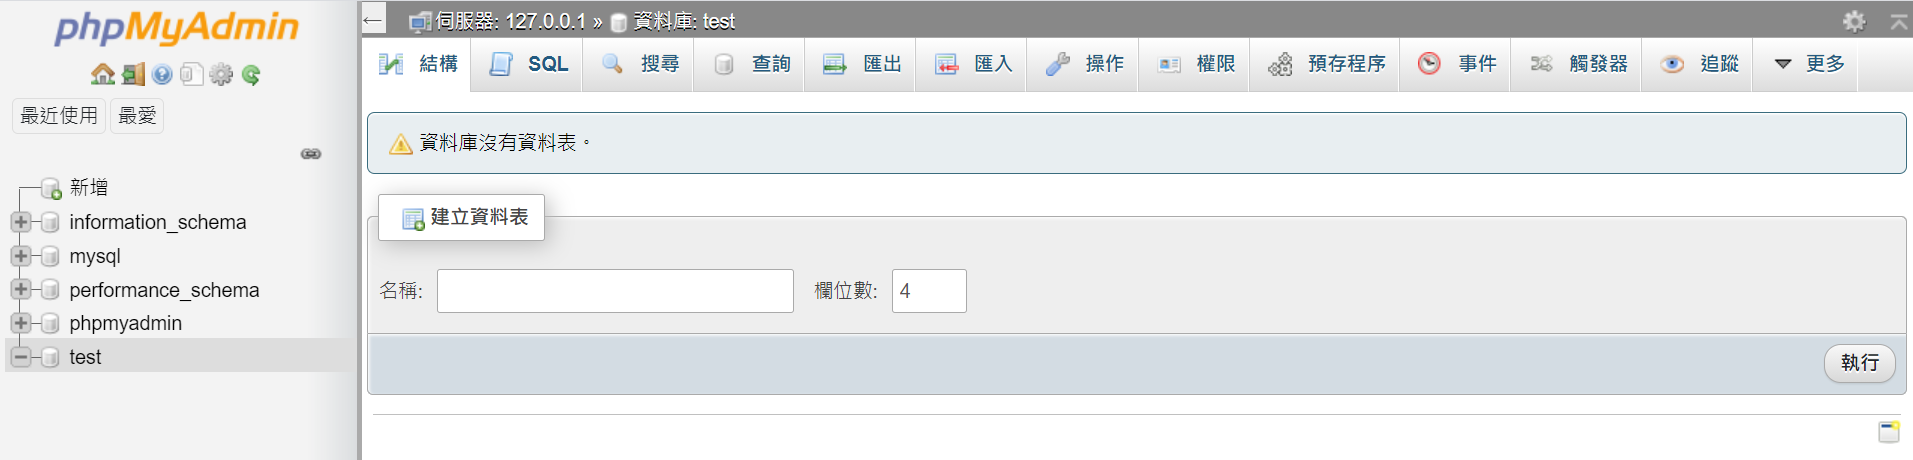 phpMyAdmin
最近使用 最愛
新增
information_schema
mysql
performance_schema
phpmyadmin
test
← 伺服器: 127.0.0.1 » 資料庫: test
結構 SQL 搜尋 查詢 匯出 匯入 操作 權限 預存程序 事件 觸發器 追蹤 更多
資料庫沒有資料表。
建立資料表
名稱: 欄位數: 4
執行